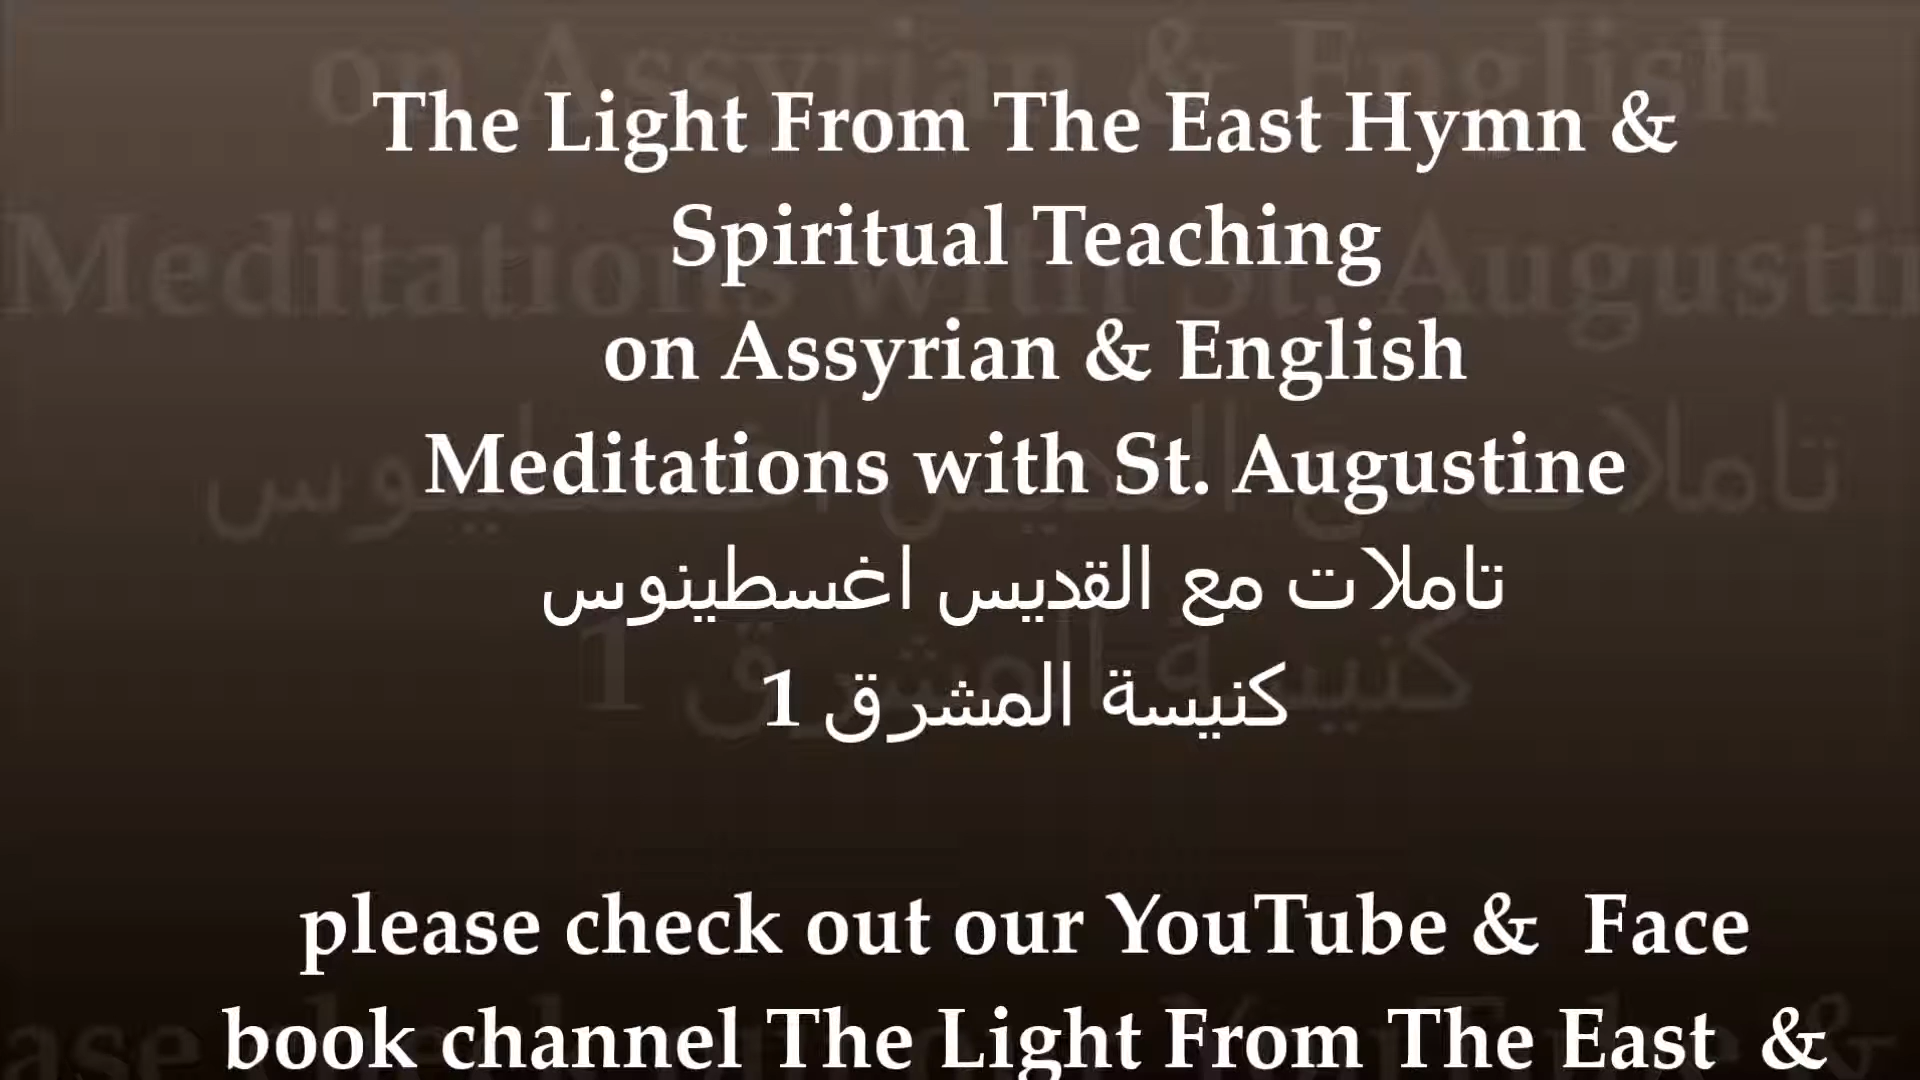 The Light From The East Hymn &
Spiritual Teaching
on Assyrian & English
Meditations with St. Augustine
تاملات مع القديس اغسطينوس
كنيسة المشرق 1
please check out our YouTube & Face
book channel The Light From The East &